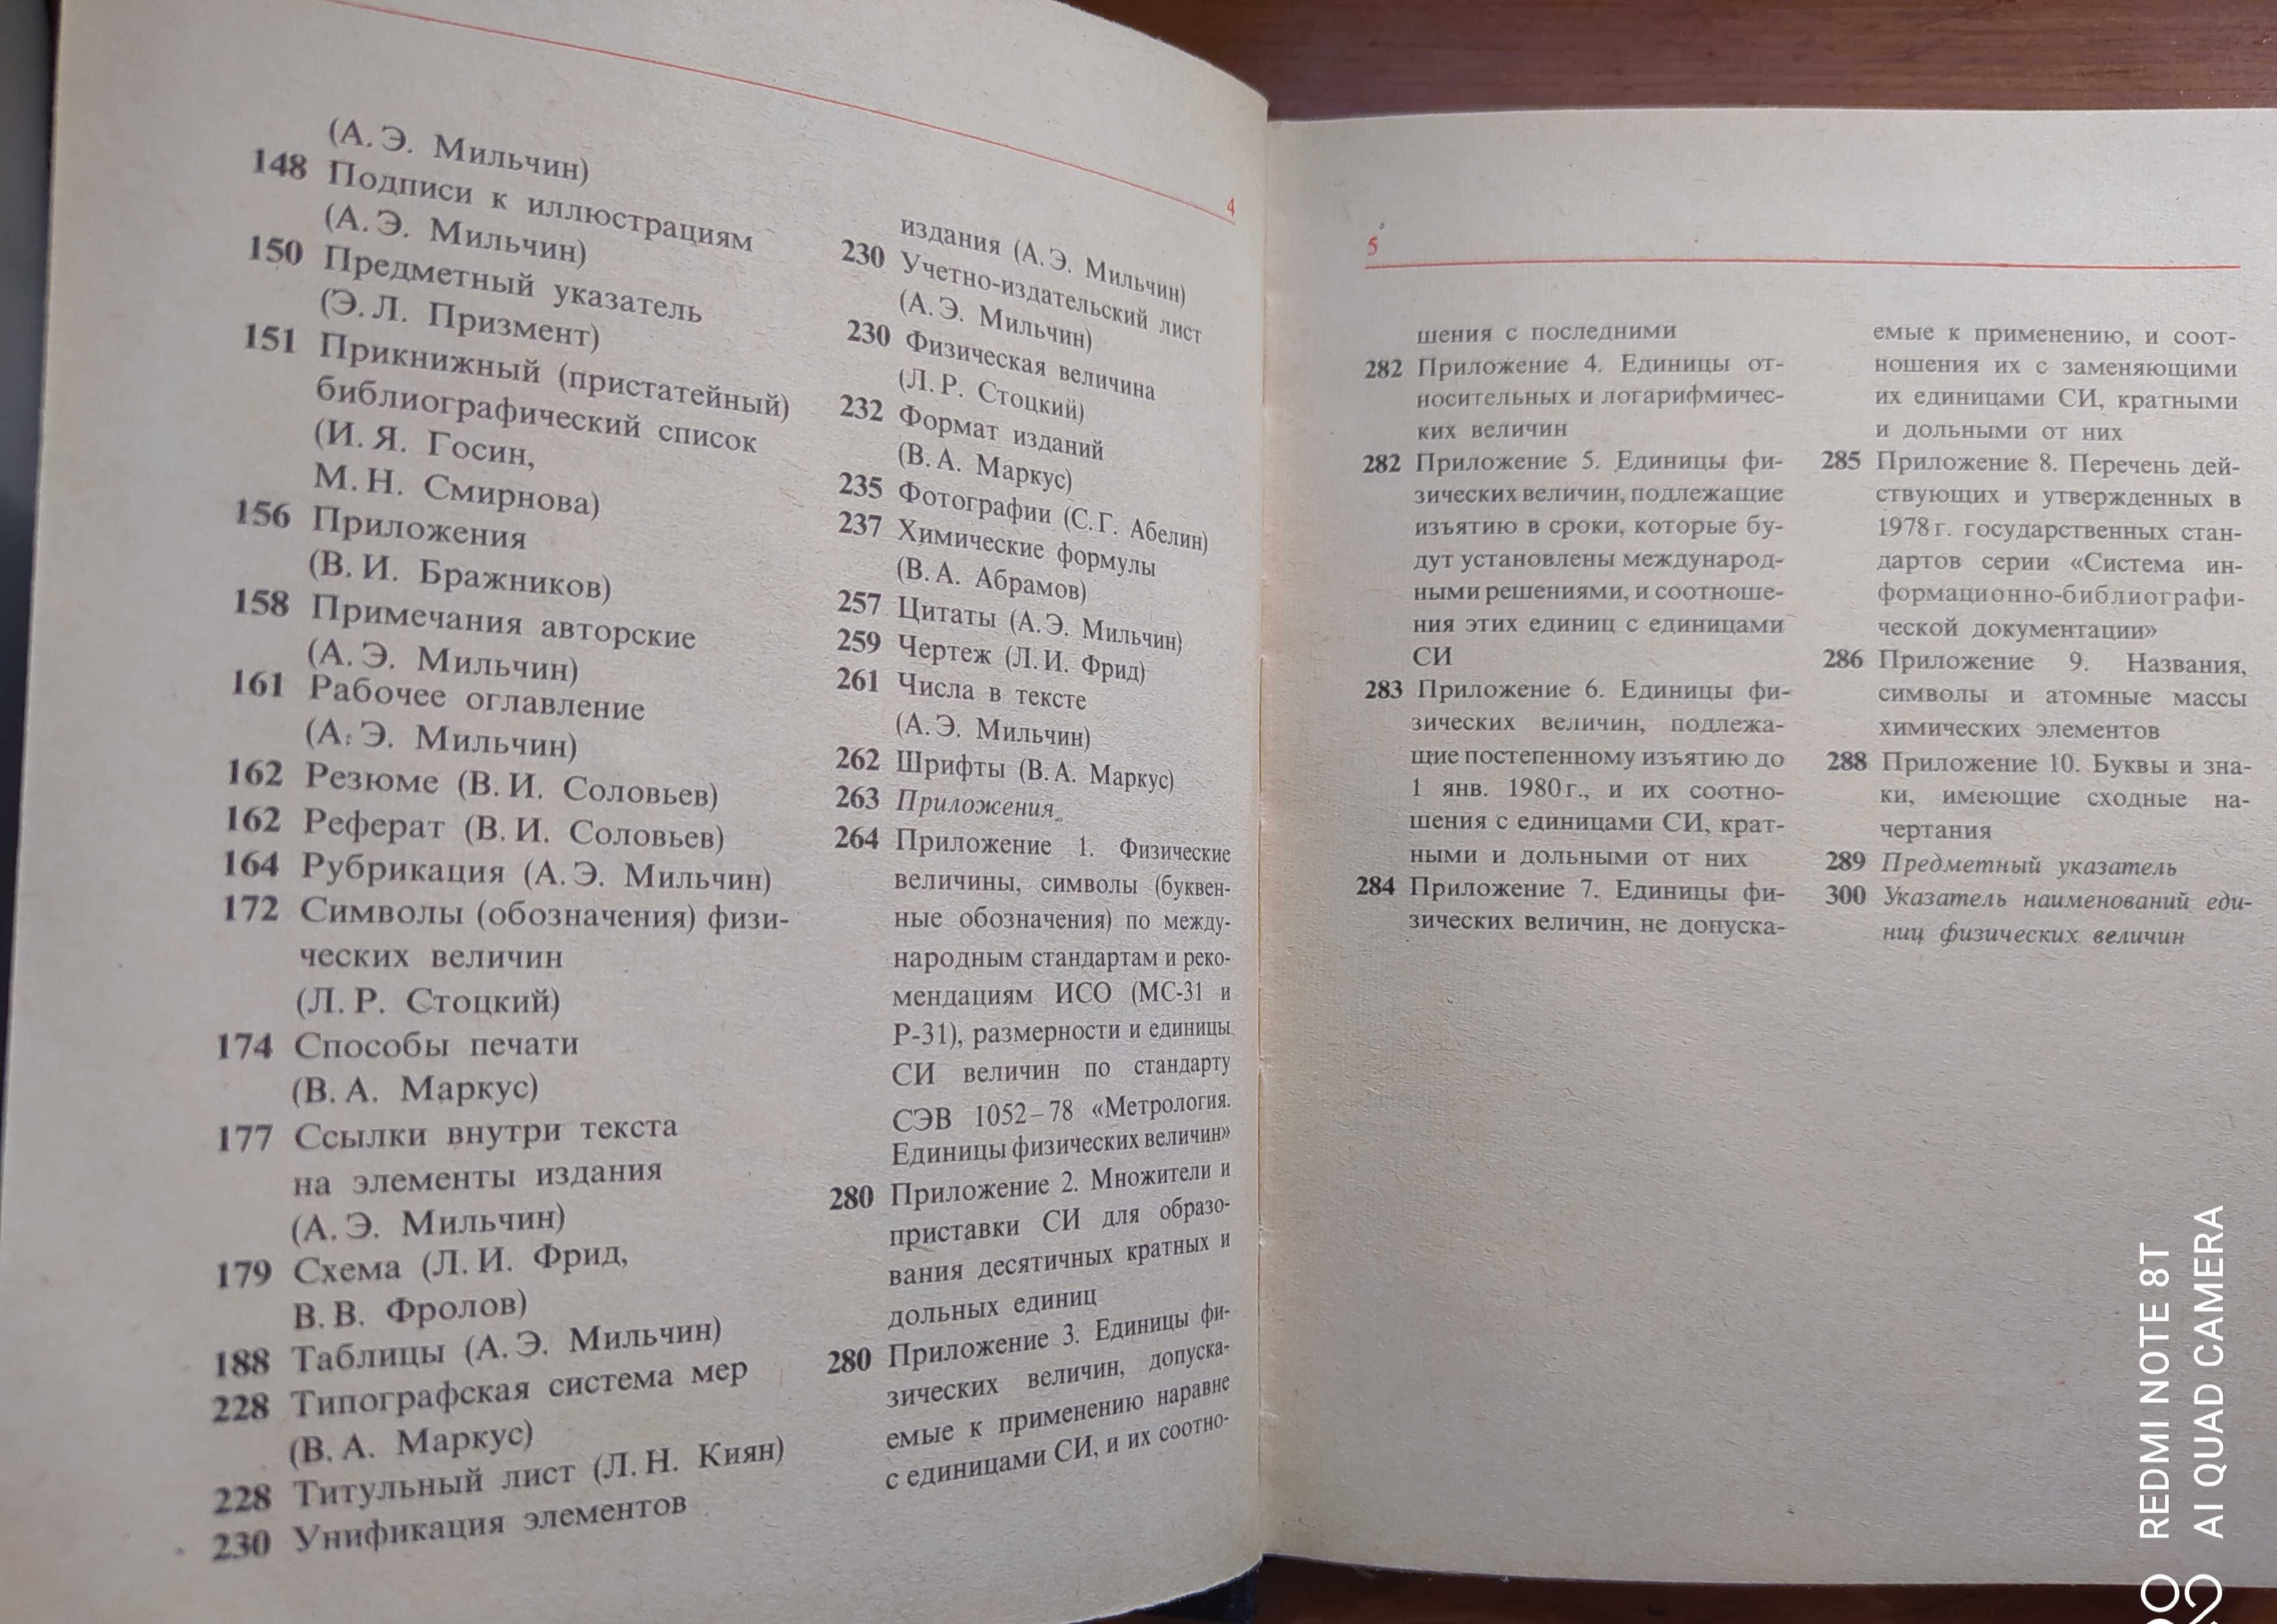 4
(А. Э. Мильчин)
148 Подписи к иллюстрациям
(А. Э. Мильчин)
150 Предметный указатель
(Э. Л. Призмент)
151 Прикнижный (пристатейный)
библиографический список
(И. Я. Госин,
М. Н. Смирнова)
156 Приложения
(В. И. Бражников)
158 Примечания авторские
(А. Э. Мильчин)
161 Рабочее оглавление
(А. Э. Мильчин)
162 Резюме (В. И. Соловьев)
162 Реферат (В. И. Соловьев)
164 Рубрикация (А. Э. Мильчин)
172 Символы (обозначения) физи-
ческих величин
(Л. Р. Стоцкий)
174 Способы печати
(В. А. Маркус)
177 Ссылки внутри текста
на элементы издания
(А. Э. Мильчин)
179 Схема (Л. И. Фрид,
В. В. Фролов)
188 Таблицы (А. Э. Мильчин)
228 Типографская система мер
(В. А. Маркус)
228 Титульный лист (Л. Н. Киян)
230 Унификация элементов
издания (А. Э. Мильчин)
230 Учетно-издательский лист
(А. Э. Мильчин)
230 Физическая величина
(Л. Р. Стоцкий)
232 Формат изданий
(В. А. Маркус)
235 Фотографии (С. Г. Абелин)
237 Химические формулы
(В. А. Абрамов)
257 Цитаты (А. Э. Мильчин)
259 Чертеж (Л. И. Фрид)
261 Числа в тексте
(А. Э. Мильчин)
262 Шрифты (В. А. Маркус)
263 Приложения
264 Приложение 1. Физические
величины, символы (буквен-
ные обозначения) по между-
народным стандартам и реко-
мендациям ИСО (МС-31 и
Р-31), размерности и единицы
СИ величин по стандарту
СЭВ 1052–78 «Метрология.
Единицы физических величин»
280 Приложение 2. Множители и
приставки СИ для образо-
вания десятичных кратных и
дольных единиц
280 Приложение 3. Единицы фи-
зических величин, допуска-
емые к применению наравне
с единицами СИ, и их соотно-
5
шения с последними
282 Приложение 4. Единицы от-
носительных и логарифмичес-
ких величин
282 Приложение 5. Единицы фи-
зических величин, подлежащие
изъятию в сроки, которые бу-
дут установлены международ-
ными решениями, и соотноше-
ния этих единиц с единицами
СИ
283 Приложение 6. Единицы фи-
зических величин, подлежа-
щие постепенному изъятию до
1 янв. 1980 г., и их соотно-
шения с единицами СИ, крат-
ными и дольными от них
284 Приложение 7. Единицы фи-
зических величин, не допуска-
емые к применению, и соот-
ношения их с заменяющими
их единицами СИ, кратными
и дольными от них
285 Приложение 8. Перечень дей-
ствующих и утвержденных в
1978 г. государственных стан-
дартов серии «Система ин-
формационно-библиографи-
ческой документации»
286 Приложение 9. Названия,
символы и атомные массы
химических элементов
288 Приложение 10. Буквы и зна-
ки, имеющие сходные на-
чертания
289 Предметный указатель
300 Указатель наименований еди-
ниц физических величин
REDMI NOTE 8T
AI QUAD CAMERA